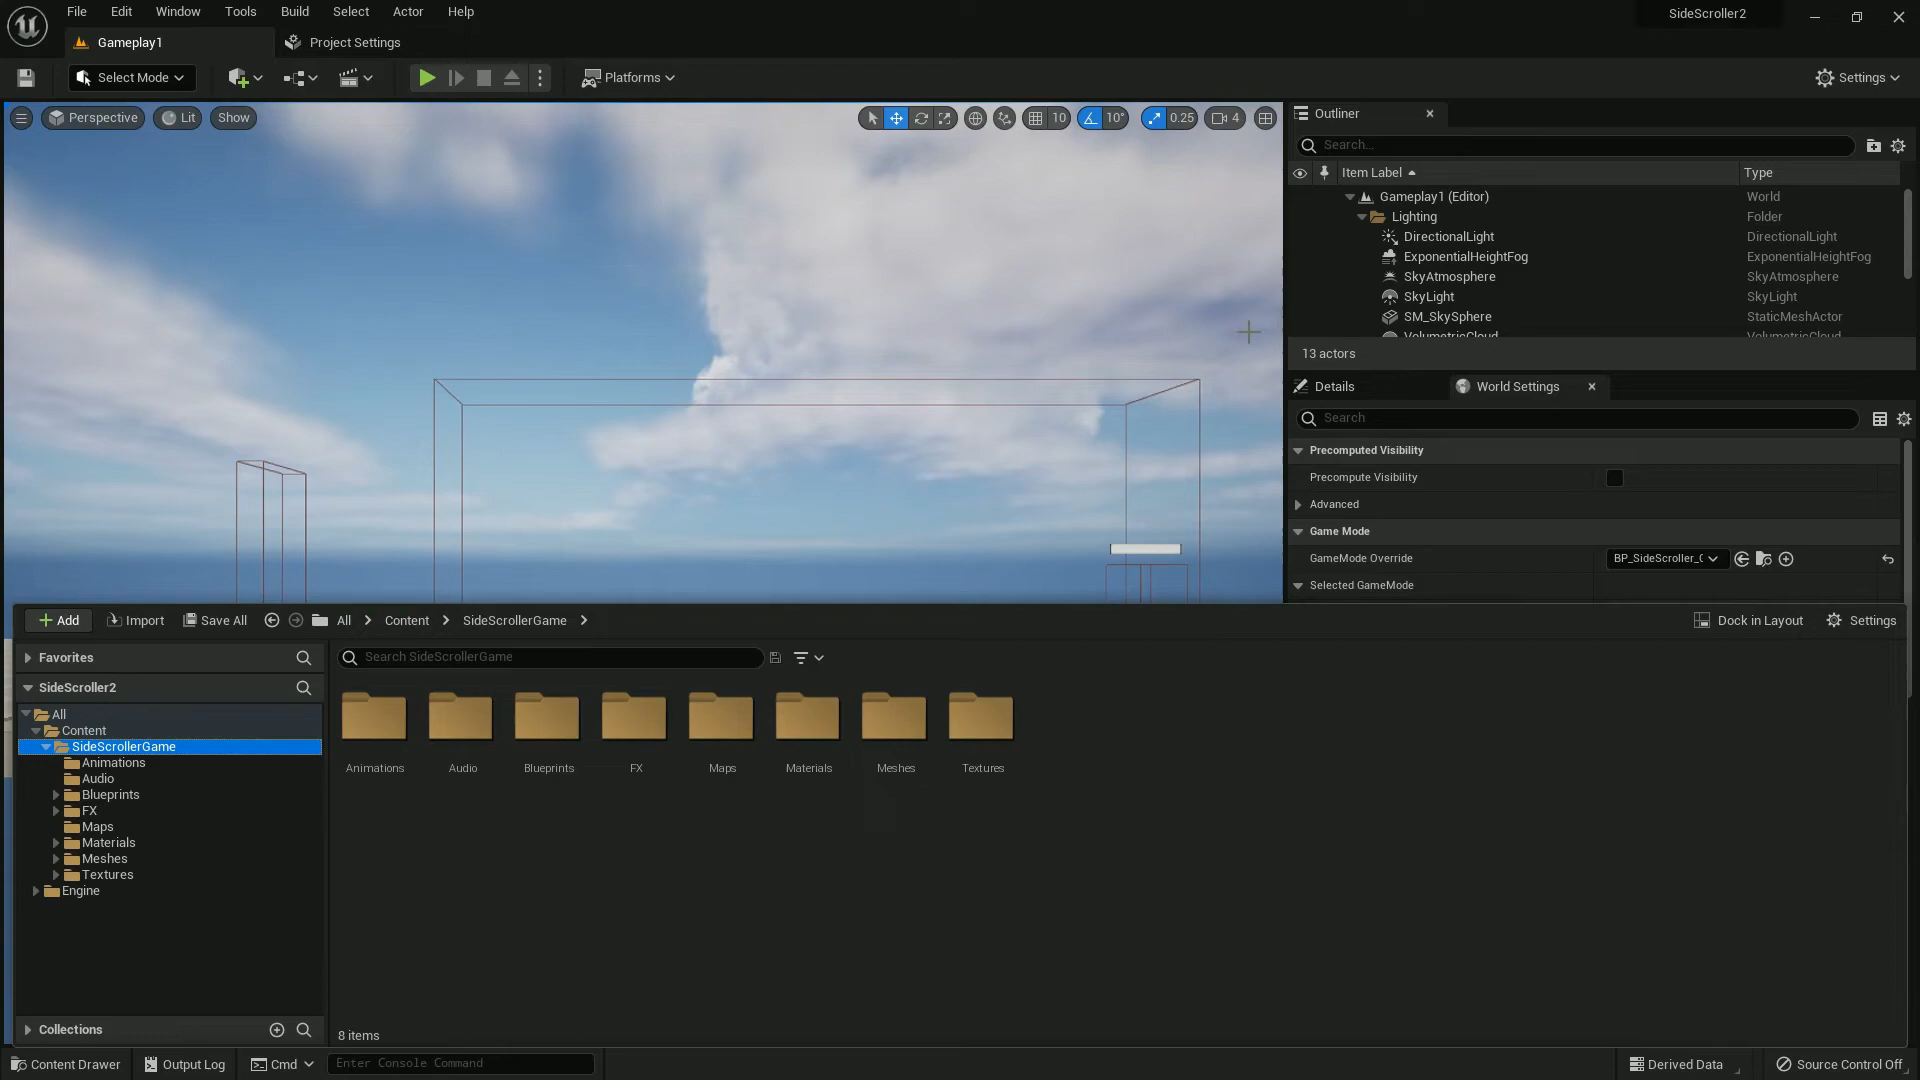 File Edit Window Tools Build Select Actor Help
SideScroller2
Gameplay1
Project Settings
Select Mode
Platforms
Settings
Perspective Lit Show
10 10° 0.25 4
Outliner
Search...
Item Label Type
Gameplay1 (Editor) World
Lighting Folder
DirectionalLight DirectionalLight
ExponentialHeightFog ExponentialHeightFog
SkyAtmosphere SkyAtmosphere
SkyLight SkyLight
SM_SkySphere StaticMeshActor
VolumetricCloud VolumetricCloud
13 actors
Details World Settings
Search
Precomputed Visibility
Precompute Visibility
Advanced
Game Mode
GameMode Override BP_SideScroller_
Selected GameMode
Add Import Save All All Content SideScrollerGame
Dock in Layout Settings
Favorites
Search SideScrollerGame
SideScroller2
All
Content
SideScrollerGame
Animations
Audio
Blueprints
FX
Maps
Materials
Meshes
Textures
Engine
Animations Audio Blueprints FX Maps Materials Meshes Textures
Collections
8 items
Content Drawer Output Log Cmd Enter Console Command
Derived Data Source Control Off